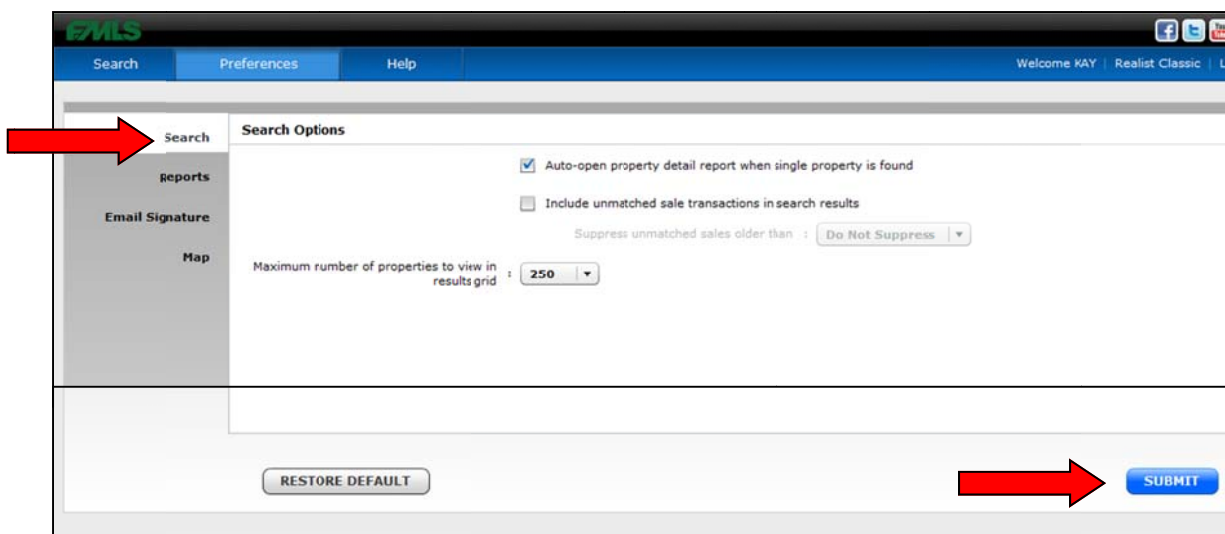 FMLS
Search Preferences Help Welcome KAY | Realist Classic | L
Search
Reports
Email Signature
Map
Search Options
Auto-open property detail report when single property is found
Include unmatched sale transactions in search results
Suppress unmatched sales older than : Do Not Suppress
Maximum number of properties to view in
results grid : 250
RESTORE DEFAULT SUBMIT